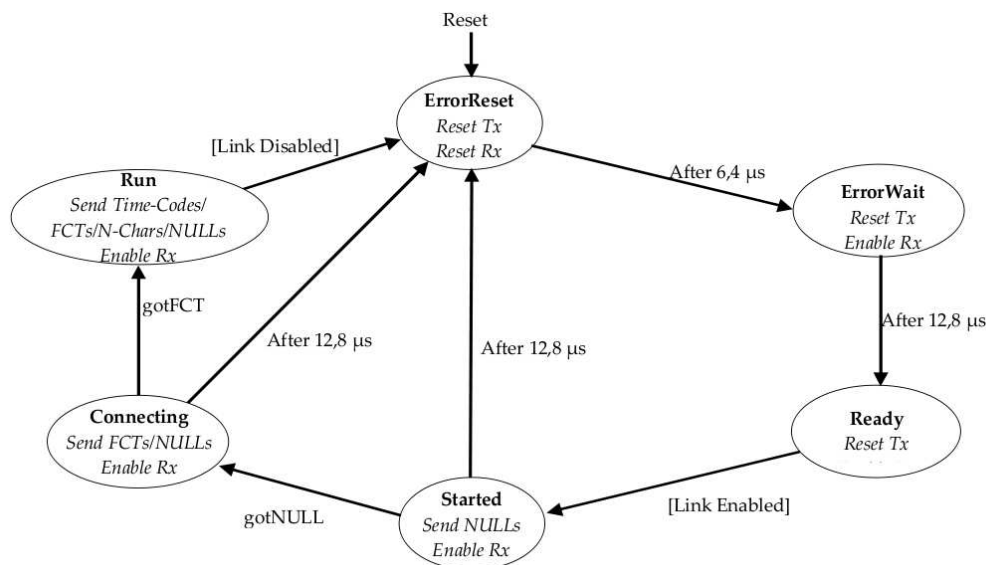 Reset
ErrorReset
Reset Tx
Reset Rx
[Link Disabled]
After 6,4 µs
Run
Send Time-Codes/
FCTs/N-Chars/NULLs
Enable Rx
ErrorWait
Reset Tx
Enable Rx
gotFCT
After 12,8 µs
After 12,8 µs
After 12,8 µs
Connecting
Send FCTs/NULLs
Enable Rx
Ready
Reset Tx
gotNULL
Started
Send NULLs
Enable Rx
[Link Enabled]